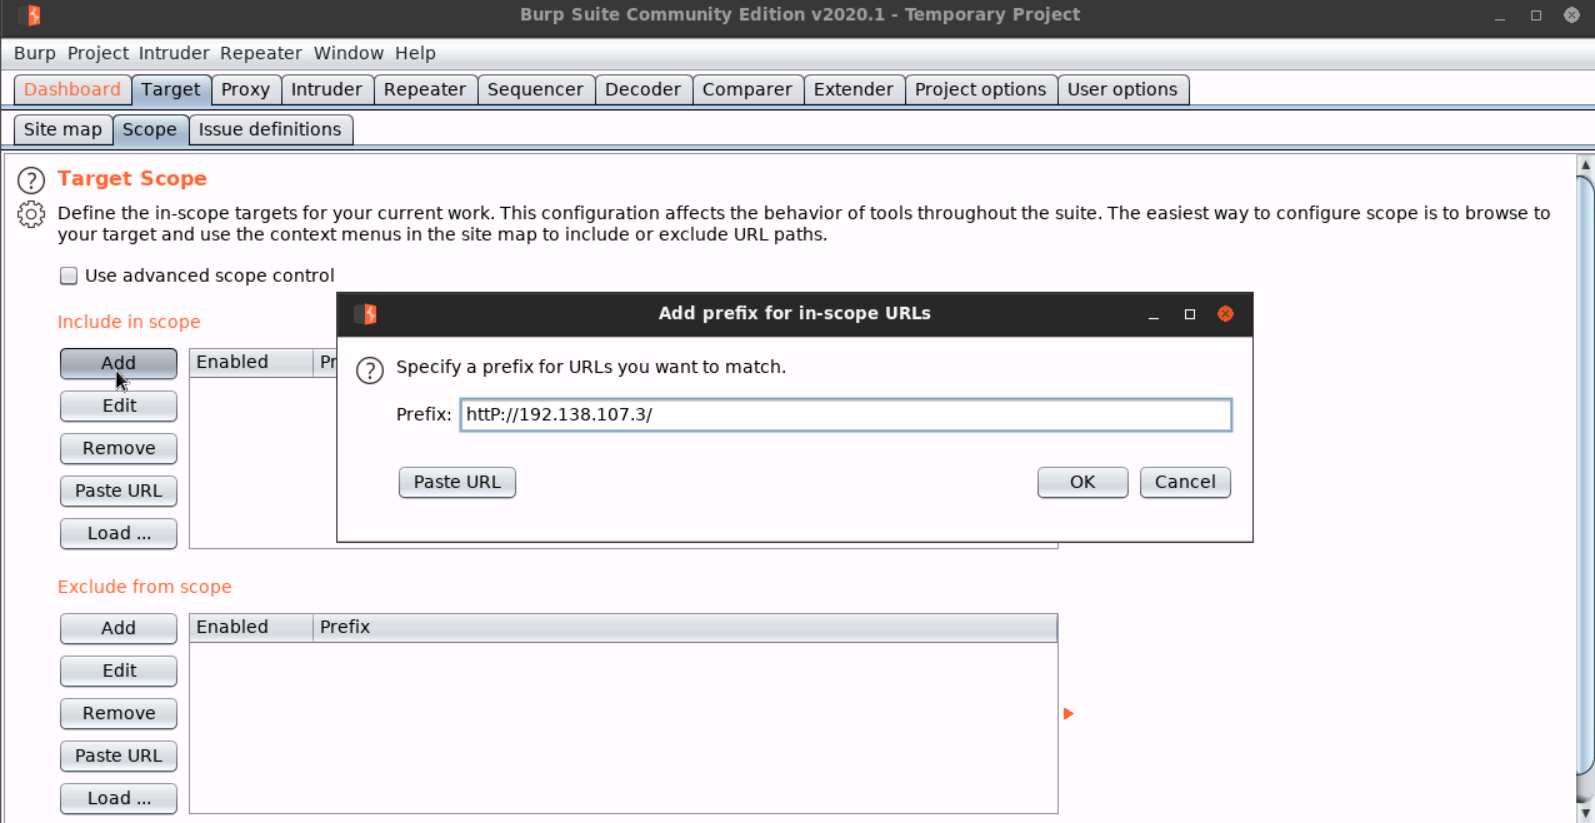 Burp Suite Community Edition v2020.1 - Temporary Project
Burp Project Intruder Repeater Window Help
Dashboard Target Proxy Intruder Repeater Sequencer Decoder Comparer Extender Project options User options
Site map Scope Issue definitions
? Target Scope
Define the in-scope targets for your current work. This configuration affects the behavior of tools throughout the suite. The easiest way to configure scope is to browse to
your target and use the context menus in the site map to include or exclude URL paths.
Use advanced scope control
Include in scope
Add
Edit
Remove
Paste URL
Load ...
Enabled Pr
Add prefix for in-scope URLs
? Specify a prefix for URLs you want to match.
Prefix: httP://192.138.107.3/
Paste URL OK Cancel
Exclude from scope
Add
Edit
Remove
Paste URL
Load ...
Enabled Prefix